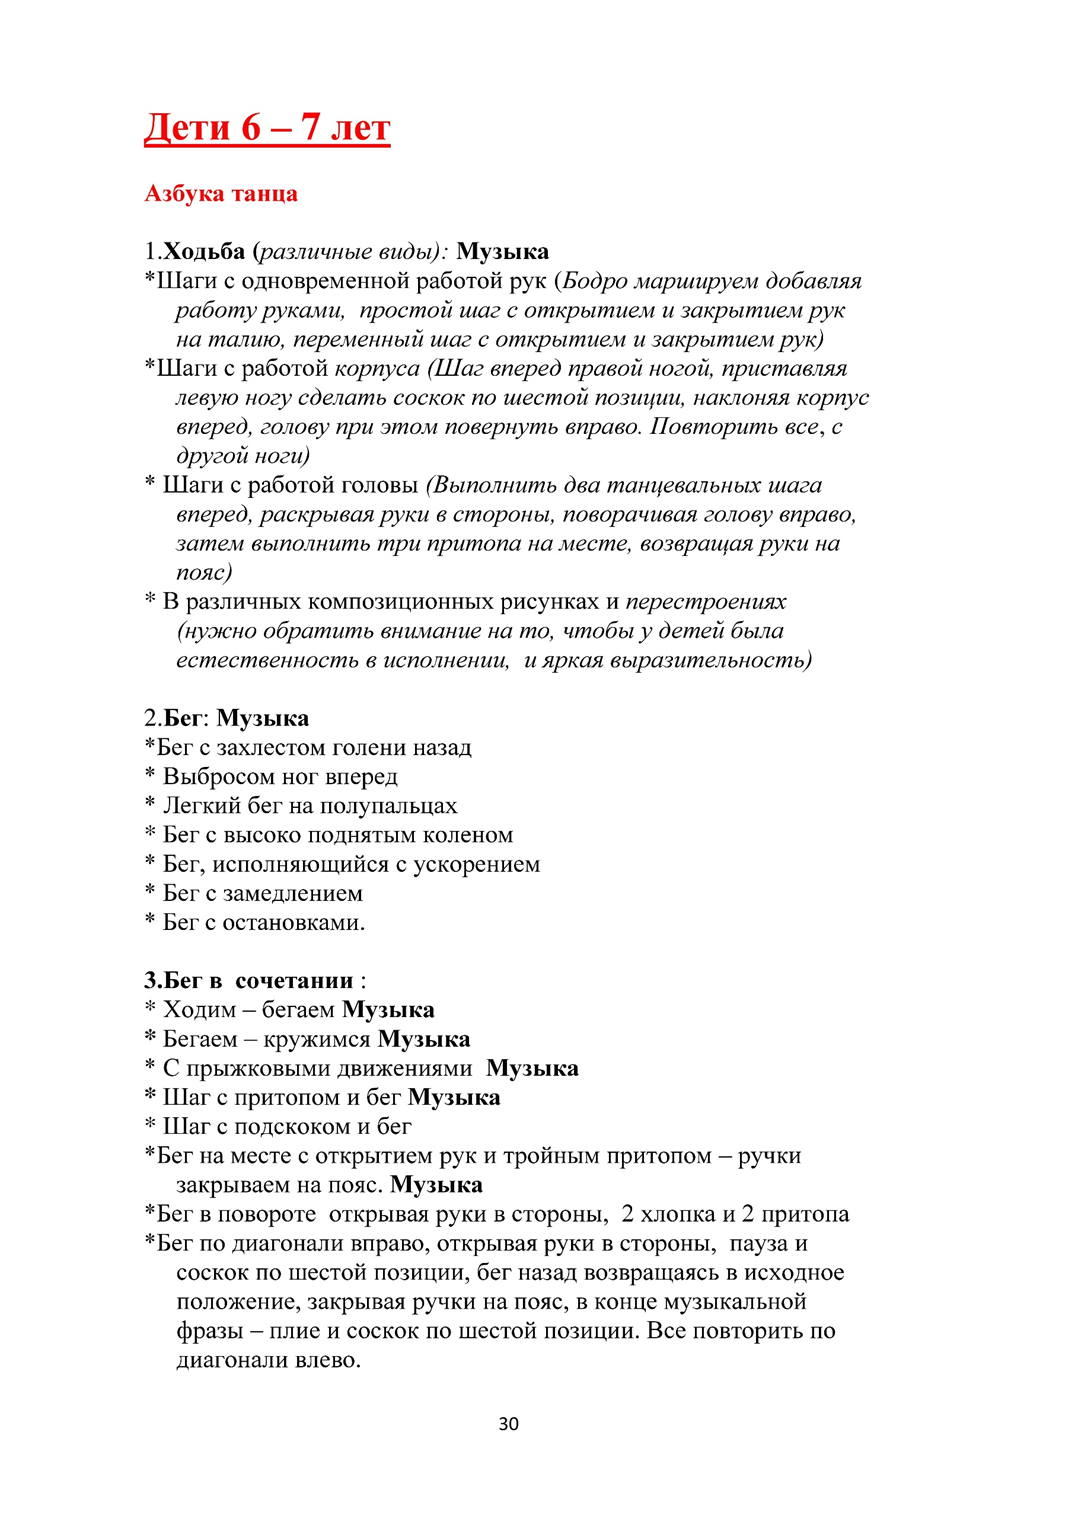 Дети 6 – 7 лет
Азбука танца
1.Ходьба (различные виды): Музыка
*Шаги с одновременной работой рук (Бодро маршируем добавляя
работу руками, простой шаг с открытием и закрытием рук
на талию, переменный шаг с открытием и закрытием рук)
*Шаги с работой корпуса (Шаг вперед правой ногой, приставляя
левую ногу сделать соскок по шестой позиции, наклоняя корпус
вперед, голову при этом повернуть вправо. Повторить все, с
другой ноги)
* Шаги с работой головы (Выполнить два танцевальных шага
вперед, раскрывая руки в стороны, поворачивая голову вправо,
затем выполнить три притопа на месте, возвращая руки на
пояс)
* В различных композиционных рисунках и перестроениях
(нужно обратить внимание на то, чтобы у детей была
естественность в исполнении, и яркая выразительность)
2.Бег: Музыка
*Бег с захлестом голени назад
* Выбросом ног вперед
* Легкий бег на полупальцах
* Бег с высоко поднятым коленом
* Бег, исполняющийся с ускорением
* Бег с замедлением
* Бег с остановками.
3.Бег в сочетании :
* Ходим – бегаем Музыка
* Бегаем – кружимся Музыка
* С прыжковыми движениями Музыка
* Шаг с притопом и бег Музыка
* Шаг с подскоком и бег
*Бег на месте с открытием рук и тройным притопом – ручки
закрываем на пояс. Музыка
*Бег в повороте открывая руки в стороны, 2 хлопка и 2 притопа
*Бег по диагонали вправо, открывая руки в стороны, пауза и
соскок по шестой позиции, бег назад возвращаясь в исходное
положение, закрывая ручки на пояс, в конце музыкальной
фразы – плие и соскок по шестой позиции. Все повторить по
диагонали влево.
30